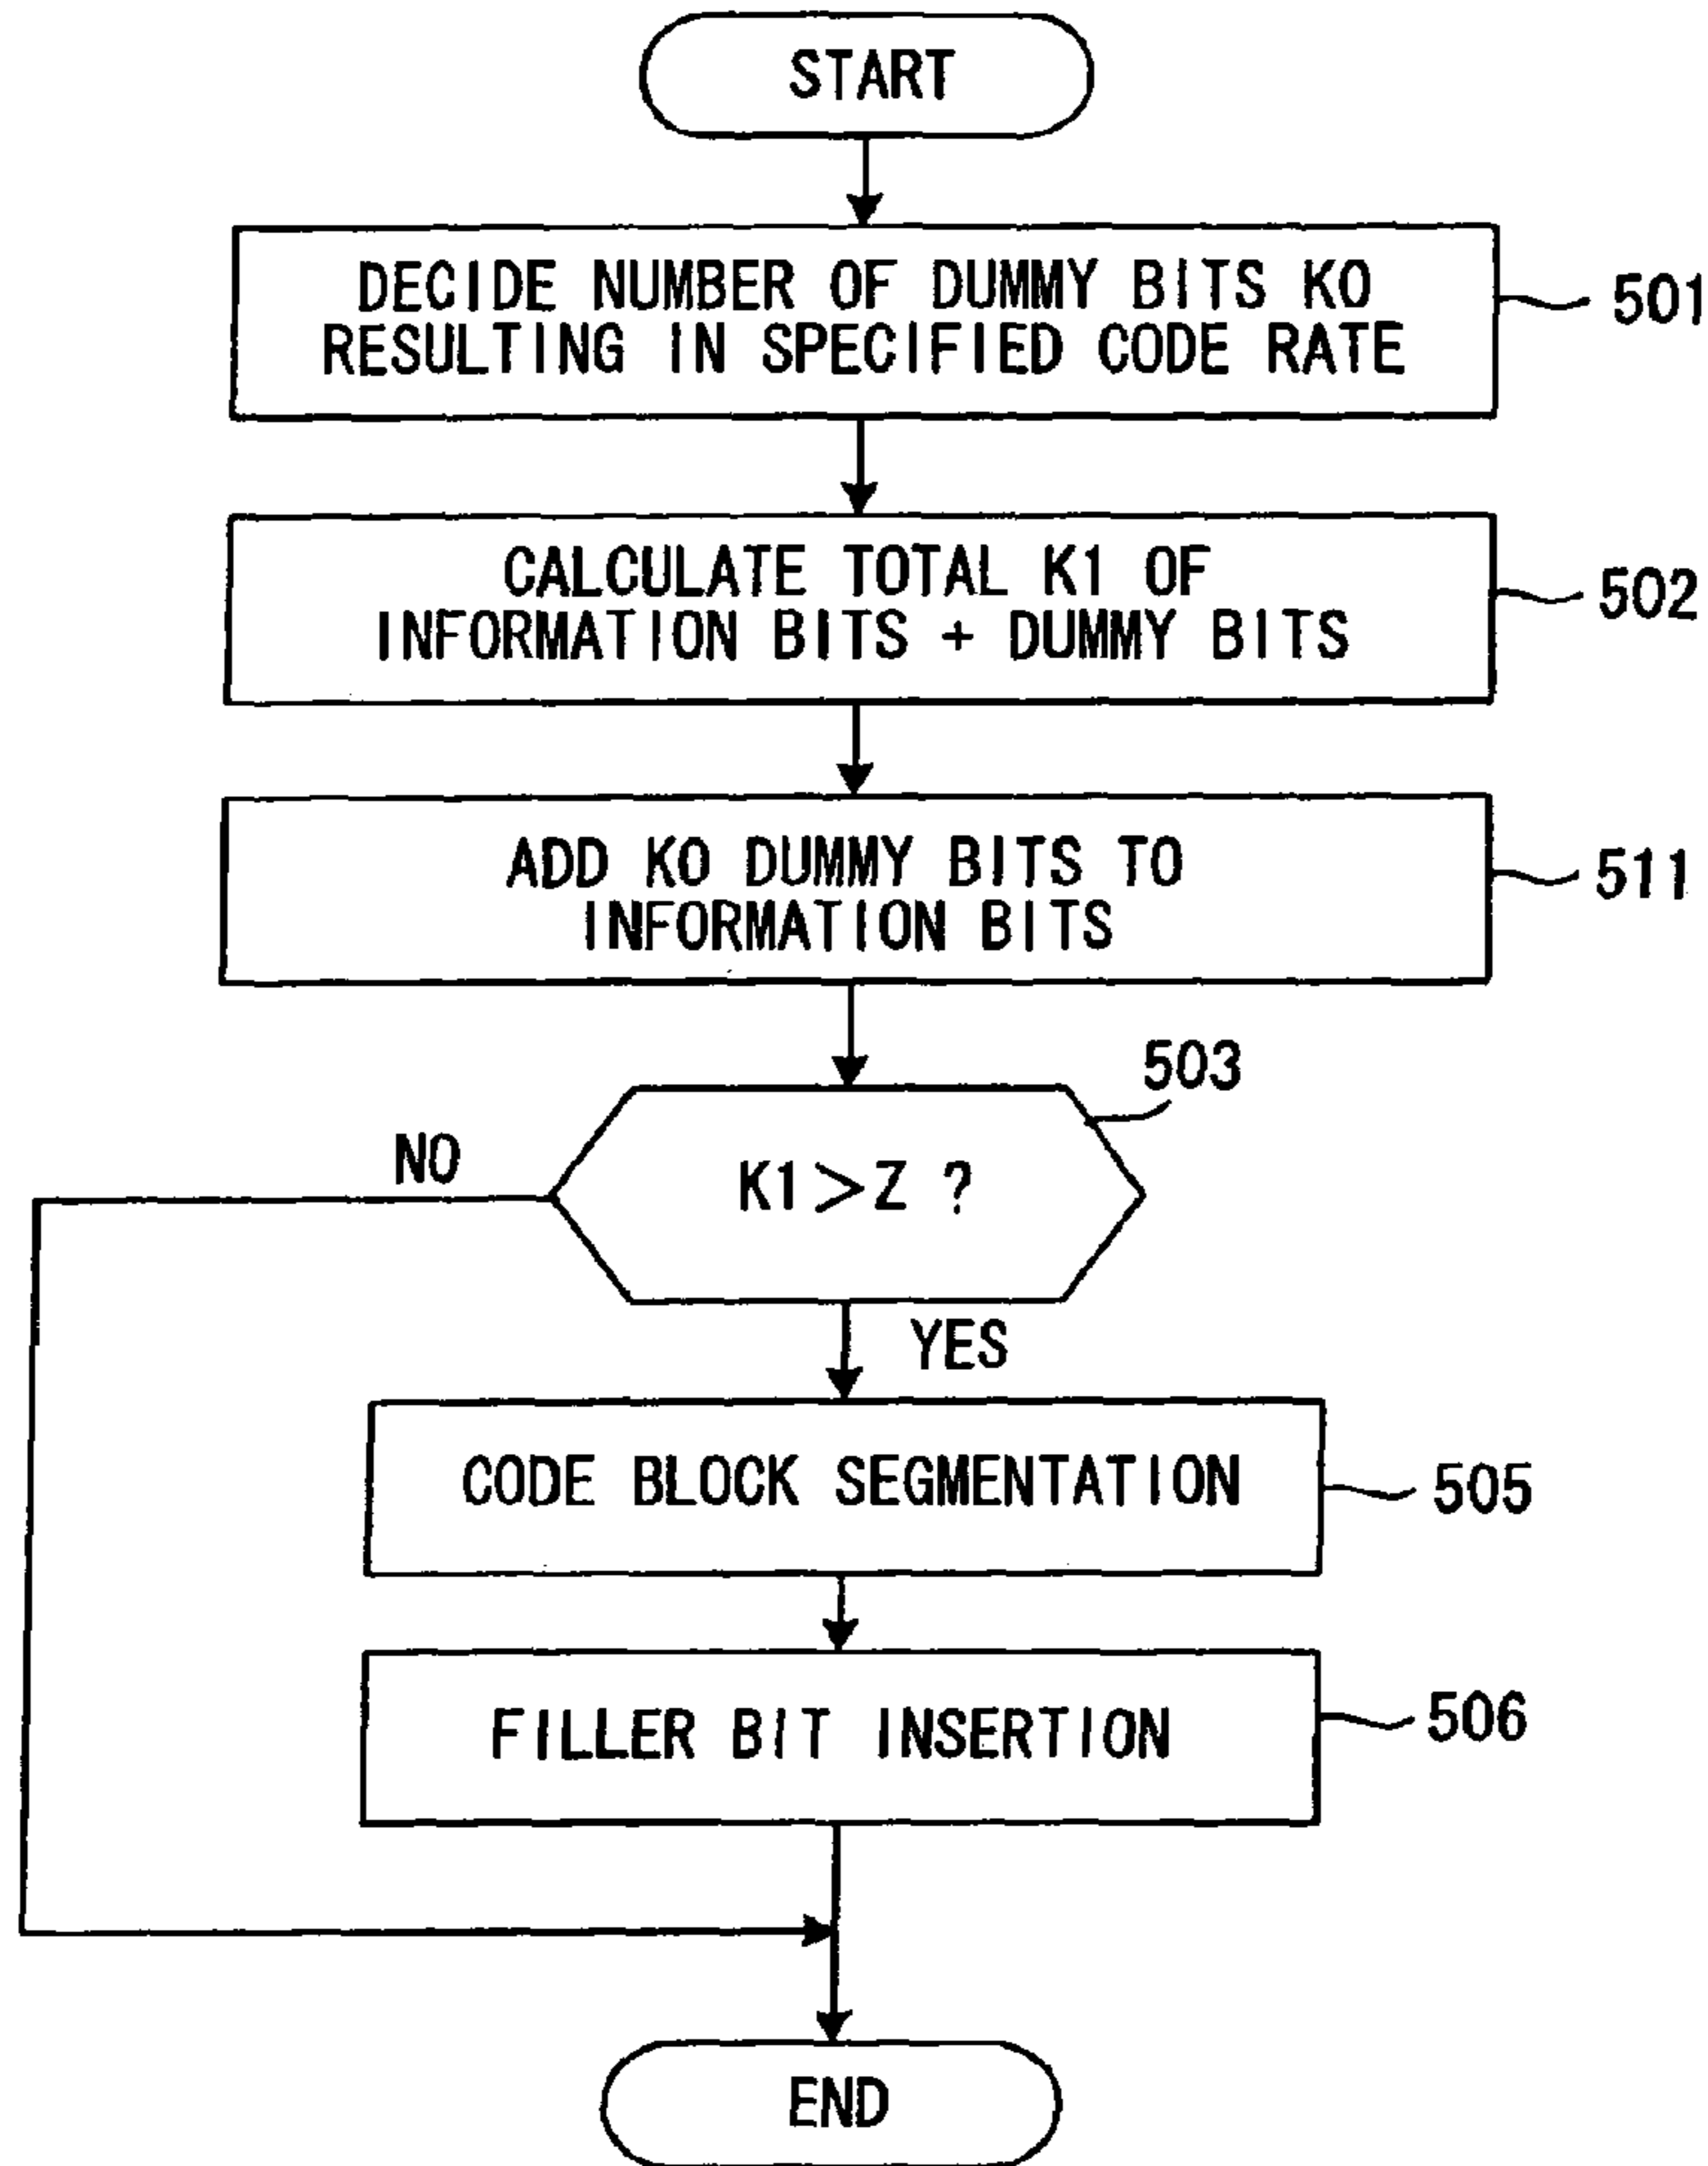 START
DECIDE NUMBER OF DUMMY BITS K0
RESULTING IN SPECIFIED CODE RATE
501
CALCULATE TOTAL K1 OF
INFORMATION BITS + DUMMY BITS
502
ADD K0 DUMMY BITS TO
INFORMATION BITS
511
503
NO
K1>Z ?
YES
CODE BLOCK SEGMENTATION
505
FILLER BIT INSERTION
506
END